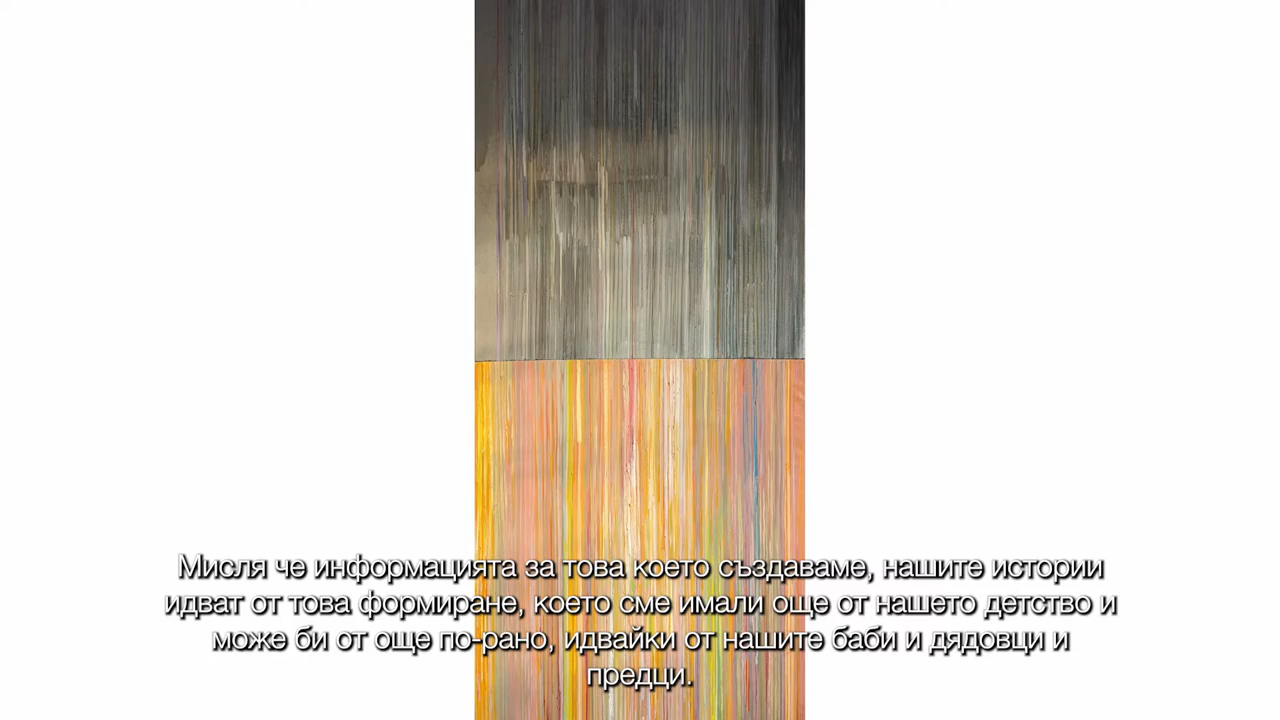 Мисля че информацията за това което създаваме, нашите истории
идват от това формиране, което сме имали още от нашето детство и
може би от още по-рано, идвайки от нашите баби и дядовци и
предци.